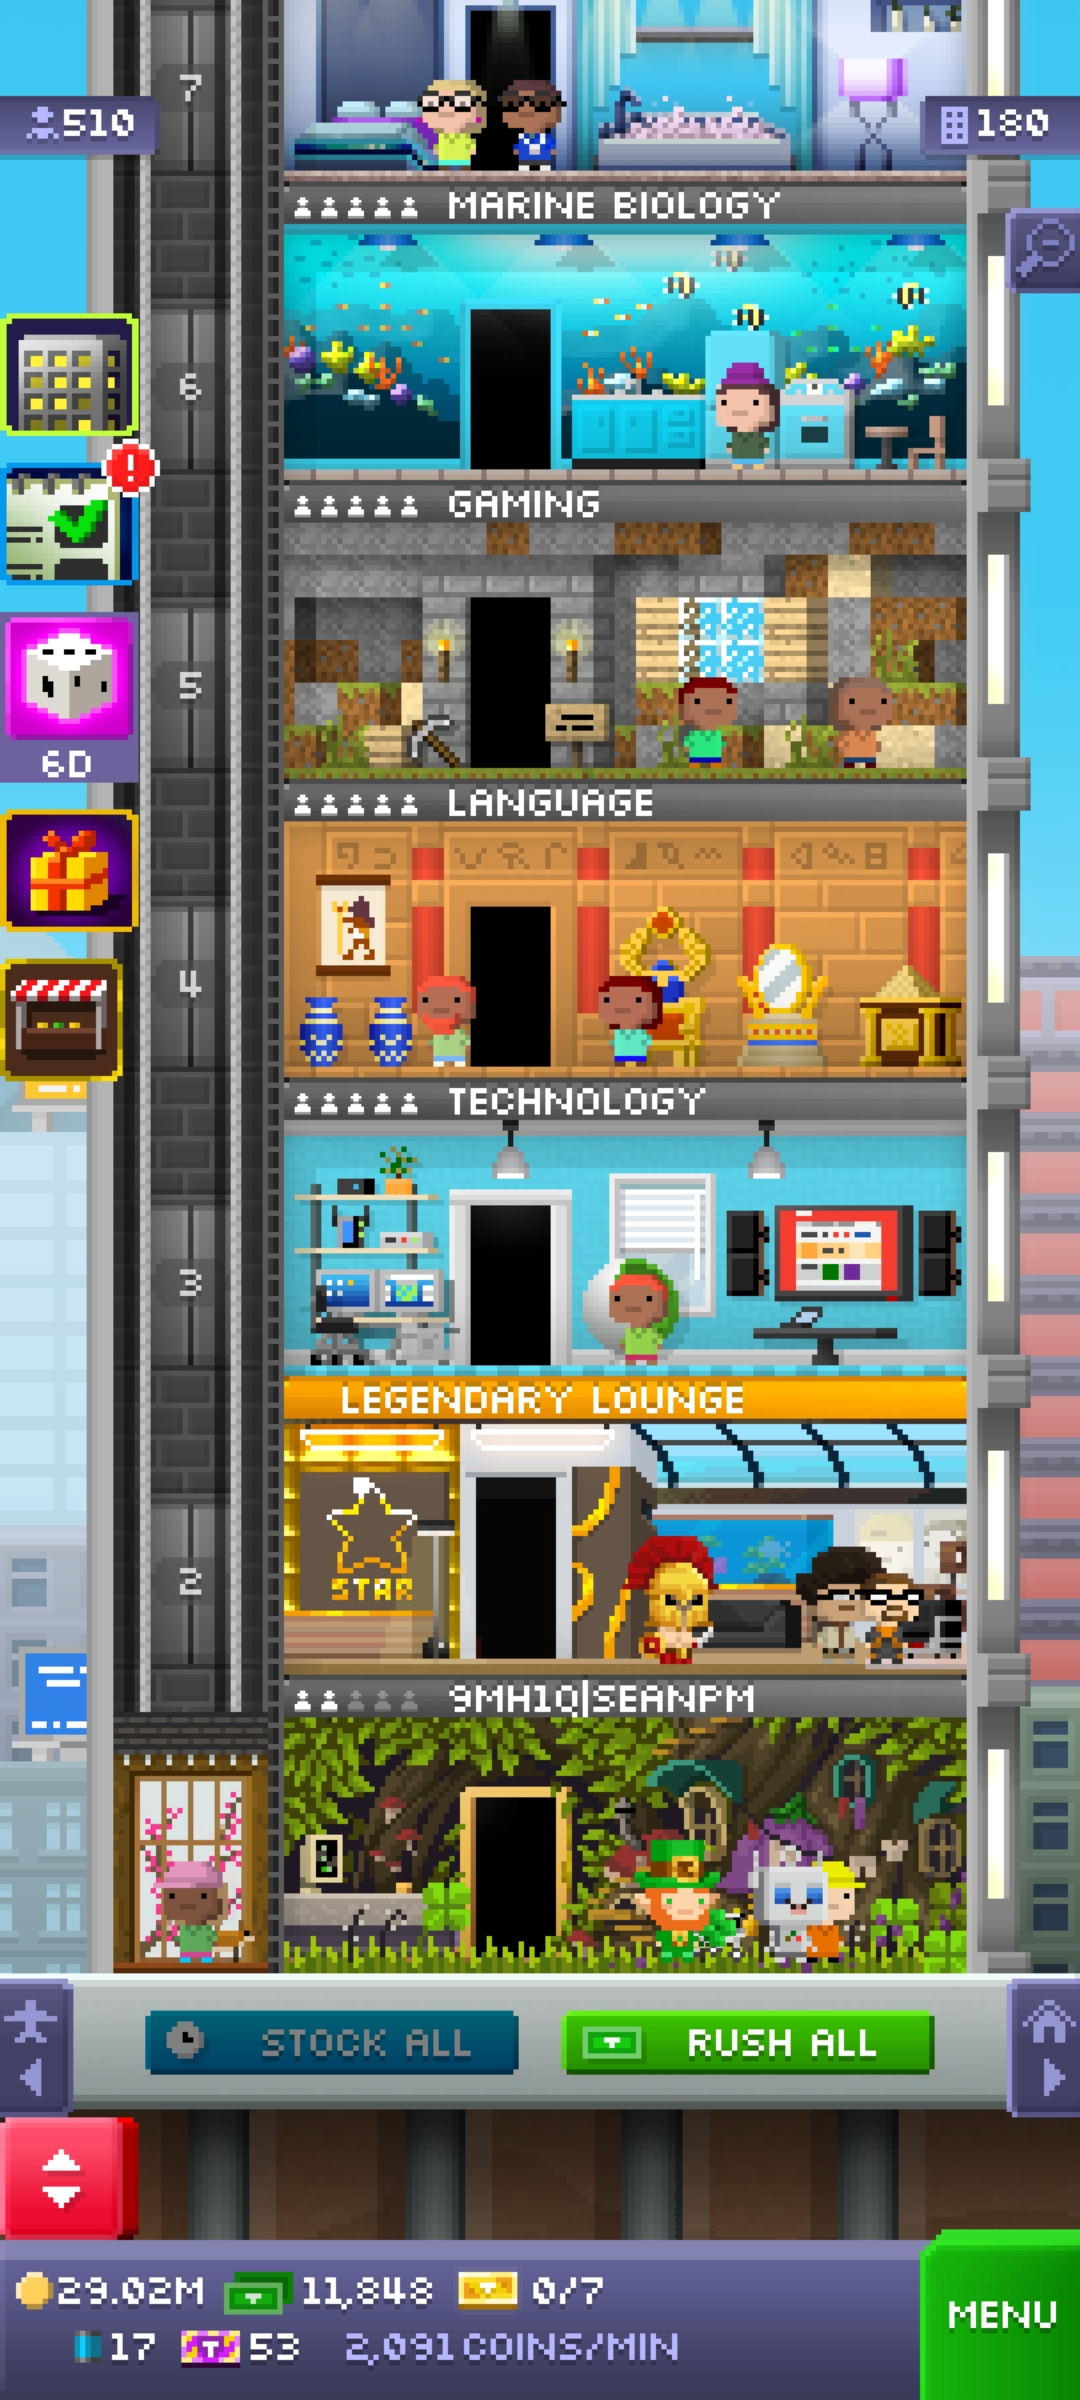 7
510
180
MARINE BIOLOGY
6
GAMING
5
6D
LANGUAGE
4
TECHNOLOGY
3
LEGENDARY LOUNGE
STAR
2
9MH1Q|SEANPM
STOCK ALL
RUSH ALL
29.02M 11,848 0/7
17 53 2,091 COINS/MIN
MENU